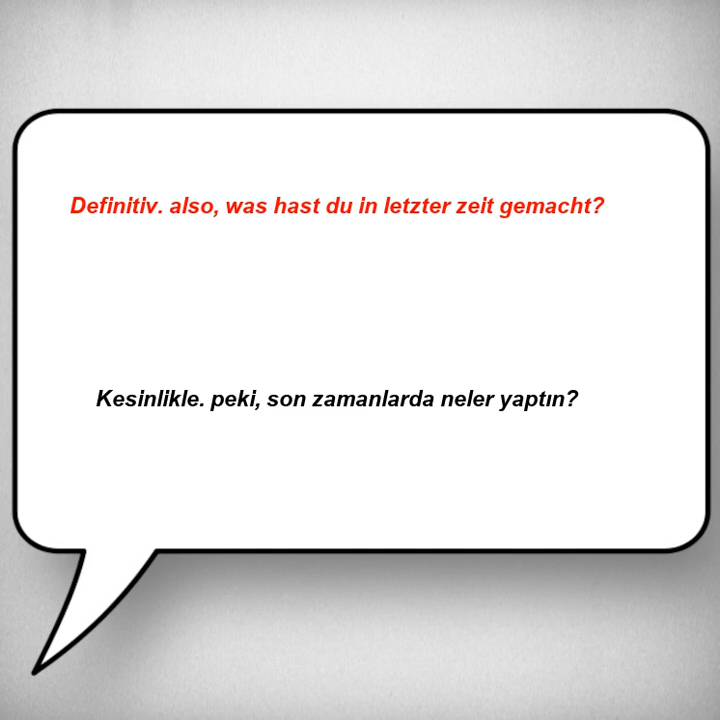 Definitiv. also, was hast du in letzter zeit gemacht?
Kesinlikle. peki, son zamanlarda neler yaptın?